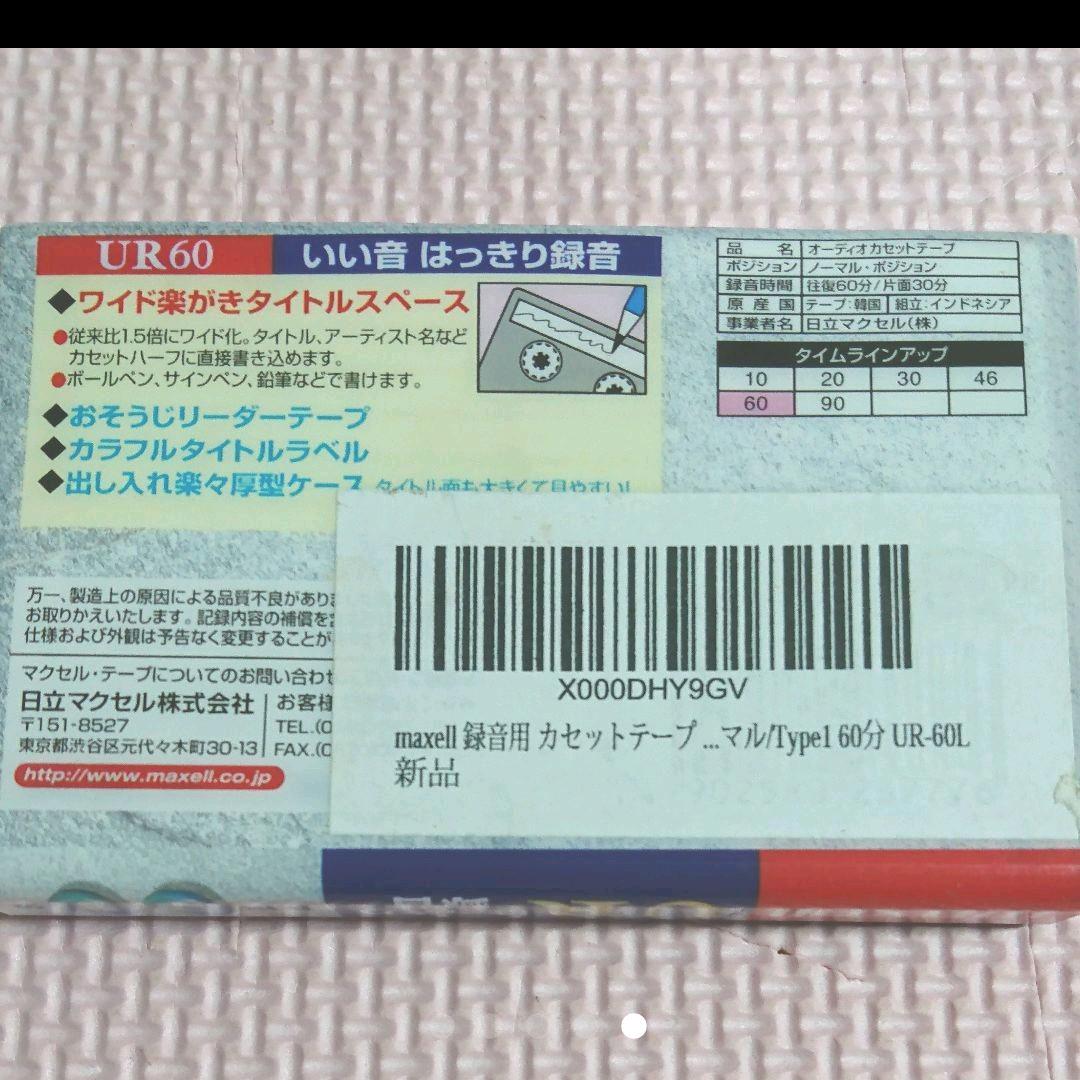 UR60 いい音 はっきり録音
◆ワイド楽がきタイトルスペース
●従来比1.5倍にワイド化。タイトル、アーティスト名など
カセットハーフに直接書き込めます。
●ボールペン、サインペン、鉛筆などで書けます。
◆おそうじリーダーテープ
◆カラフルタイトルラベル
◆出し入れ楽々厚型ケース タイトル面も大きくて見やすい!
品名 オーディオカセットテープ
ポジション ノーマル・ポジション
録音時間 往復60分/片面30分
原産国 テープ:韓国 組立:インドネシア
事業者名 日立マクセル(株)
タイムラインアップ
10 20 30 46
60 90
万一、製造上の原因による品質不良があり
お取りかえいたします。記録内容の補償を
仕様および外観は予告なく変更することが
マクセル・テープについてのお問い合わ
日立マクセル株式会社 お客様
〒151-8527 TEL.(0
東京都渋谷区元代々木町30-13 FAX.(0
http://www.maxell.co.jp
X000DHY9GV
maxell 録音用 カセットテープ ...マル/Type1 60分 UR-60L
新品